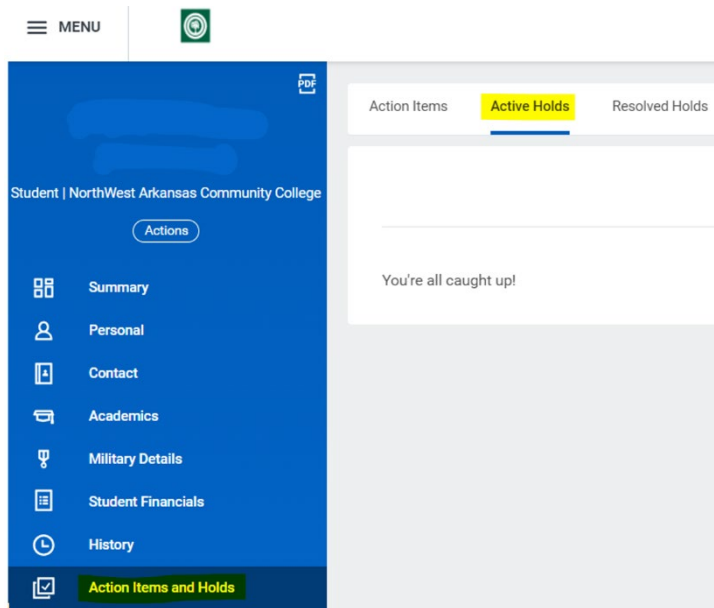 MENU
PDF
Student | NorthWest Arkansas Community College
Actions
Summary
Personal
Contact
Academics
Military Details
Student Financials
History
Action Items and Holds
Action Items Active Holds Resolved Holds
You're all caught up!